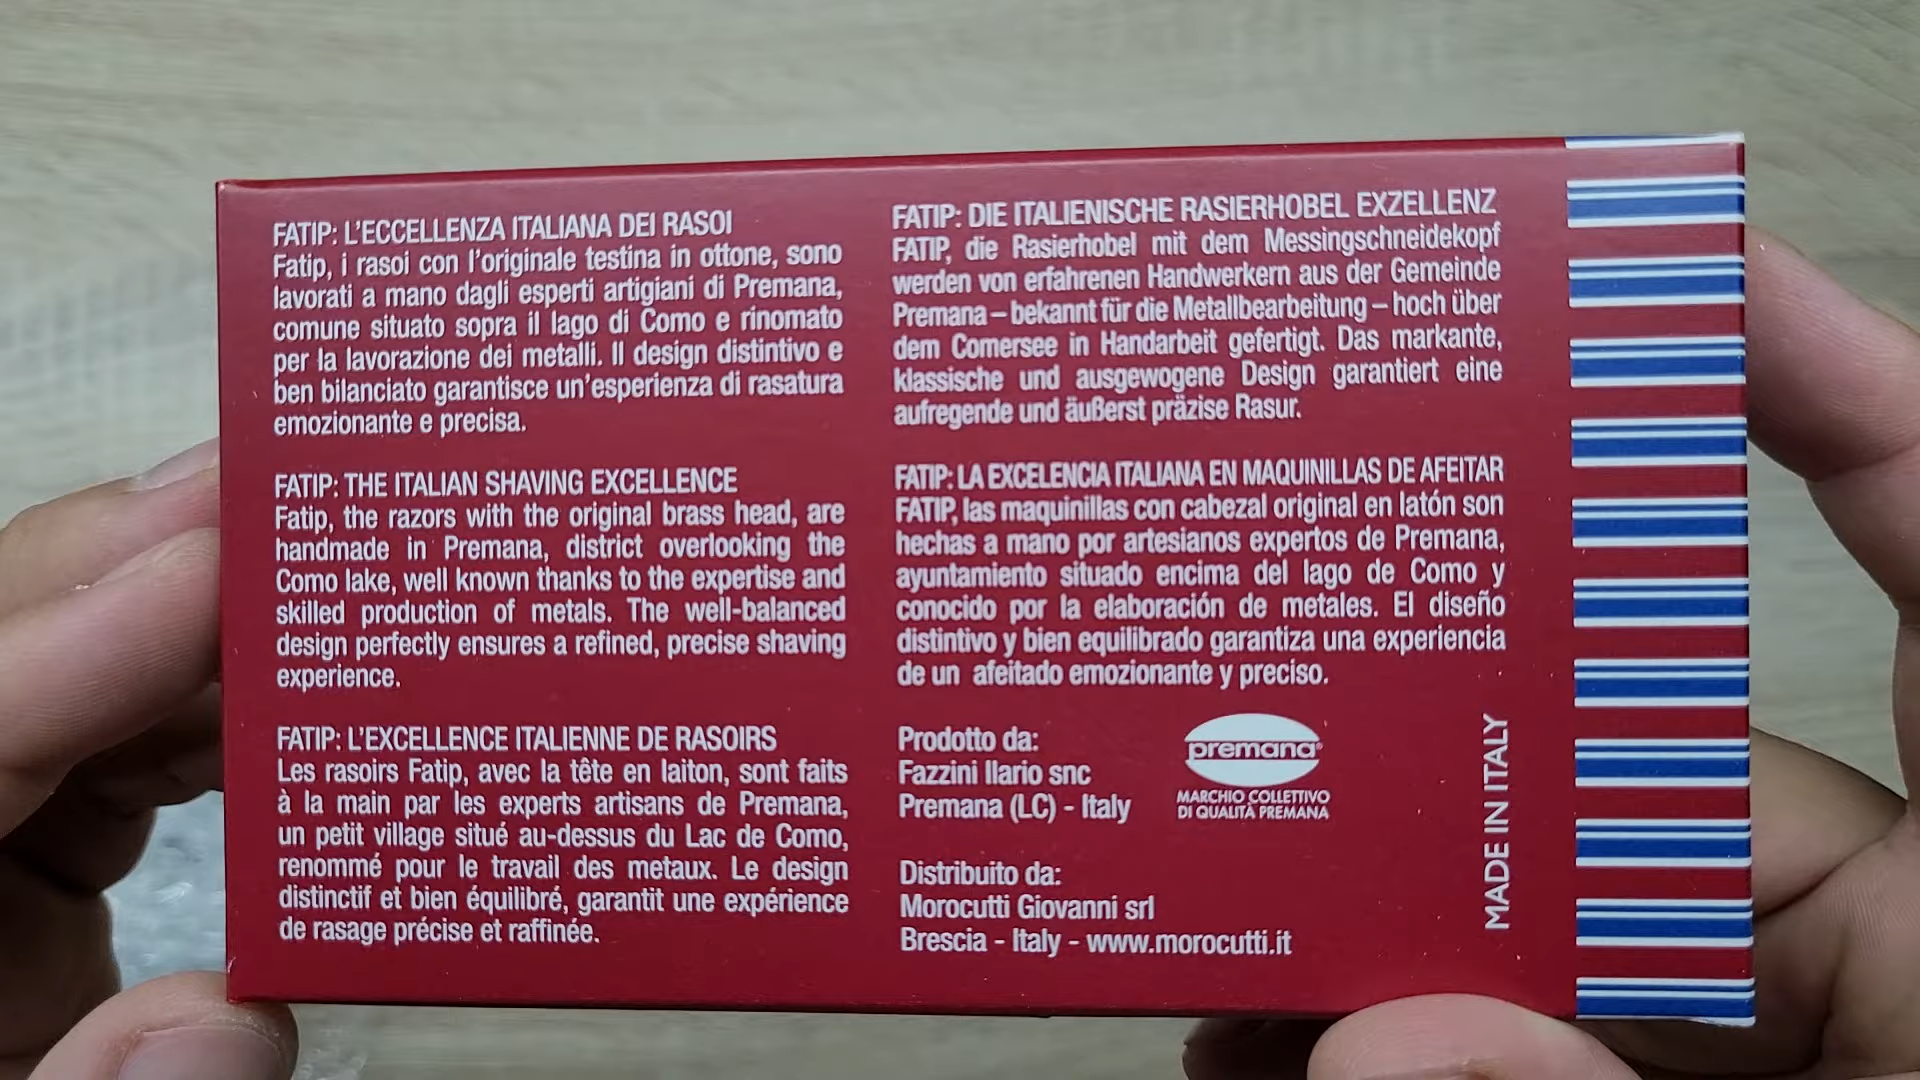 FATIP: L'ECCELLENZA ITALIANA DEI RASOI
Fatip, i rasoi con l'originale testina in ottone, sono
lavorati a mano dagli esperti artigiani di Premana,
comune situato sopra il lago di Como e rinomato
per la lavorazione dei metalli. Il design distintivo e
ben bilanciato garantisce un'esperienza di rasatura
emozionante e precisa.
FATIP: THE ITALIAN SHAVING EXCELLENCE
Fatip, the razors with the original brass head, are
handmade in Premana, district overlooking the
Como lake, well known thanks to the expertise and
skilled production of metals. The well-balanced
design perfectly ensures a refined, precise shaving
experience.
FATIP: L'EXCELLENCE ITALIENNE DE RASOIRS
Les rasoirs Fatip, avec la tête en laiton, sont faits
à la main par les experts artisans de Premana,
un petit village situé au-dessus du Lac de Como,
renommé pour le travail des metaux. Le design
distinctif et bien équilibré, garantit une expérience
de rasage précise et raffinée.
FATIP: DIE ITALIENISCHE RASIERHOBEL EXZELLENZ
FATIP, die Rasierhobel mit dem Messingschneidekopf
werden von erfahrenen Handwerkern aus der Gemeinde
Premana – bekannt für die Metallbearbeitung – hoch über
dem Comersee in Handarbeit gefertigt. Das markante,
klassische und ausgewogene Design garantiert eine
aufregende und äußerst präzise Rasur.
FATIP: LA EXCELENCIA ITALIANA EN MAQUINILLAS DE AFEITAR
FATIP, las maquinillas con cabezal original en latón son
hechas a mano por artesianos expertos de Premana,
ayuntamiento situado encima del lago de Como y
conocido por la elaboración de metales. El diseño
distintivo y bien equilibrado garantiza una experiencia
de un afeitado emozionante y preciso.
Prodotto da:
Fazzini Ilario snc
Premana (LC) - Italy
premana®
MARCHIO COLLETTIVO
DI QUALITÀ PREMANA
Distribuito da:
Morocutti Giovanni srl
Brescia - Italy - www.morocutti.it
MADE IN ITALY